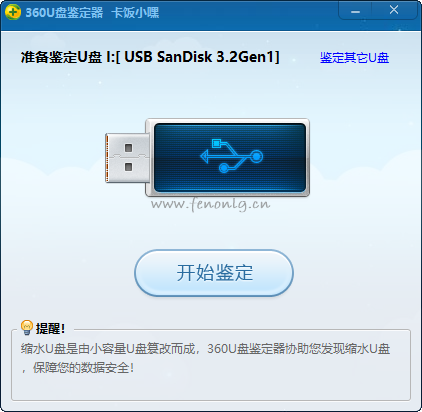 360U盘鉴定器 卡饭小嘿
准备鉴定U盘 I:[ USB SanDisk 3.2Gen1]
鉴定其它U盘
www.fenonlg.cn
开始鉴定
提醒!
缩水U盘是由小容量U盘篡改而成，360U盘鉴定器协助您发现缩水U盘
，保障您的数据安全！